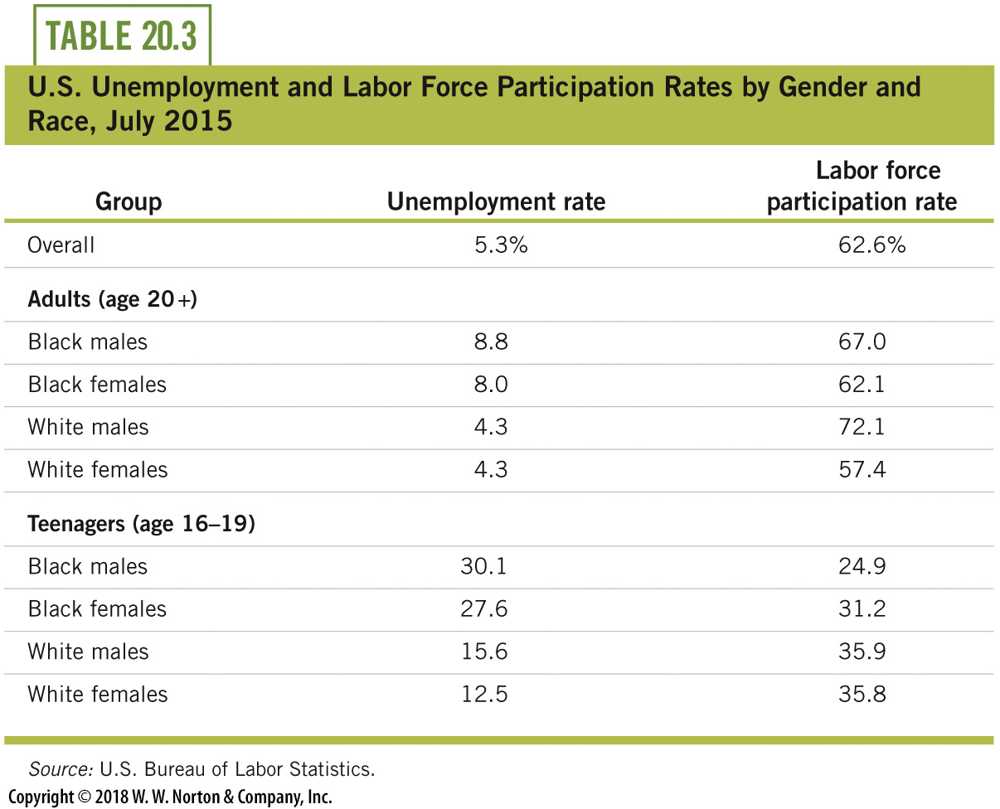 TABLE 20.3
U.S. Unemployment and Labor Force Participation Rates by Gender and
Race, July 2015
Group Unemployment rate Labor force participation rate
Overall 5.3% 62.6%
Adults (age 20+)
Black males 8.8 67.0
Black females 8.0 62.1
White males 4.3 72.1
White females 4.3 57.4
Teenagers (age 16–19)
Black males 30.1 24.9
Black females 27.6 31.2
White males 15.6 35.9
White females 12.5 35.8
Source: U.S. Bureau of Labor Statistics.
Copyright © 2018 W. W. Norton & Company, Inc.